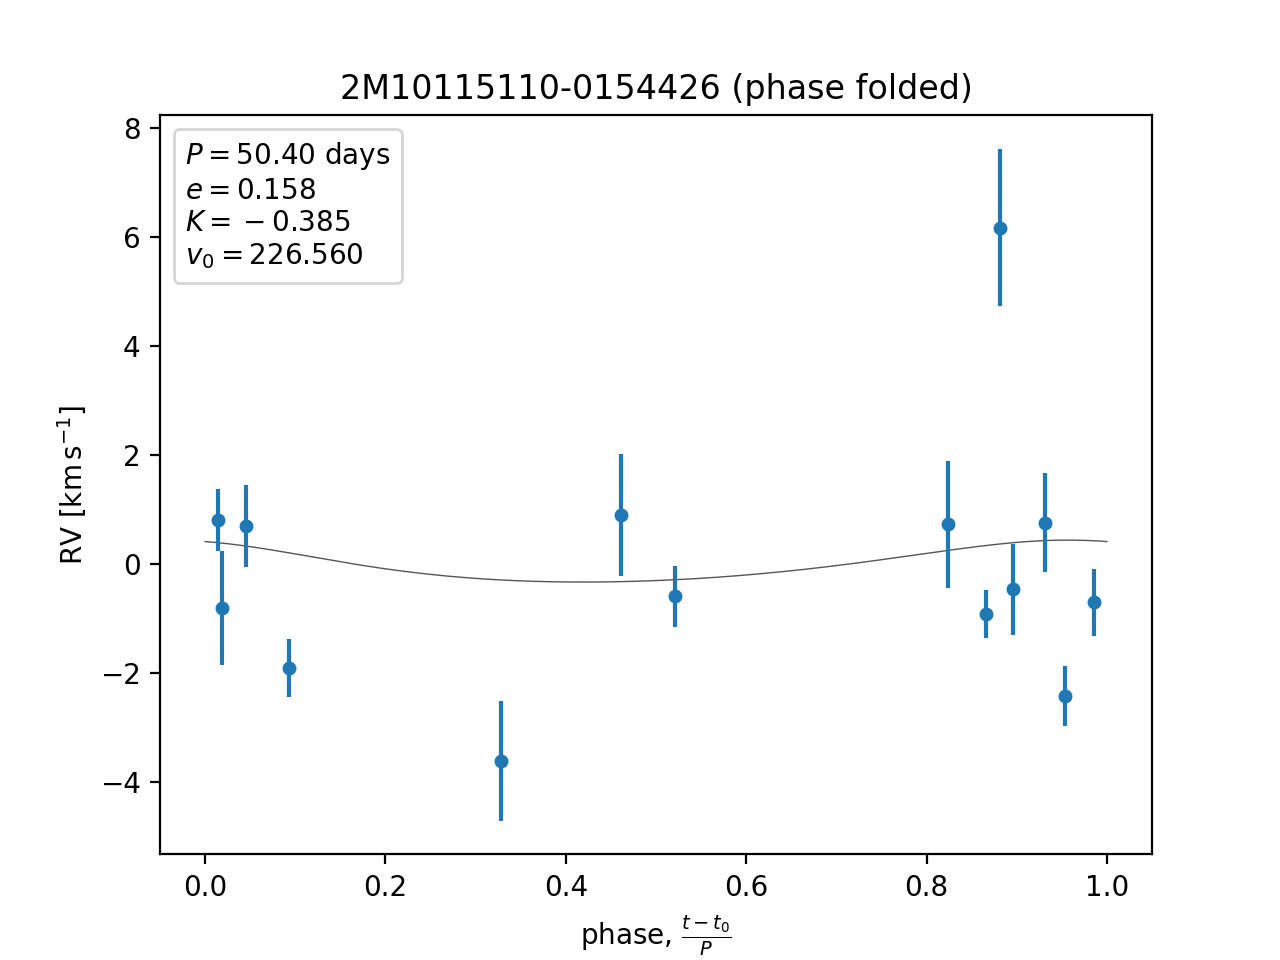 2M10115110-0154426 (phase folded)
P = 50.40 days
e = 0.158
K = −0.385
v₀ = 226.560
8
6
4
2
0
−2
−4
RV [km s⁻¹]
0.0 0.2 0.4 0.6 0.8 1.0
phase, (t − t₀)/P